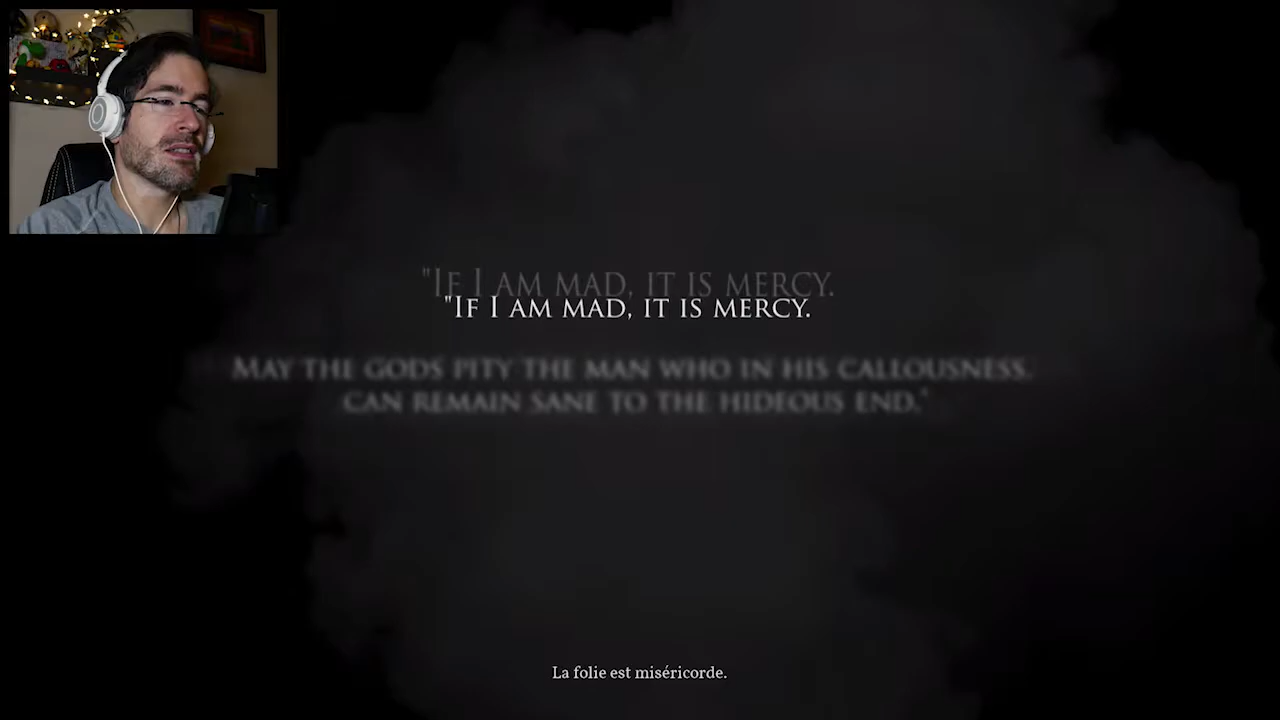 "If I am mad, it is mercy.
"If I am mad, it is mercy.
May the gods pity the man who in his callousness,
can remain sane to the hideous end."
La folie est miséricorde.